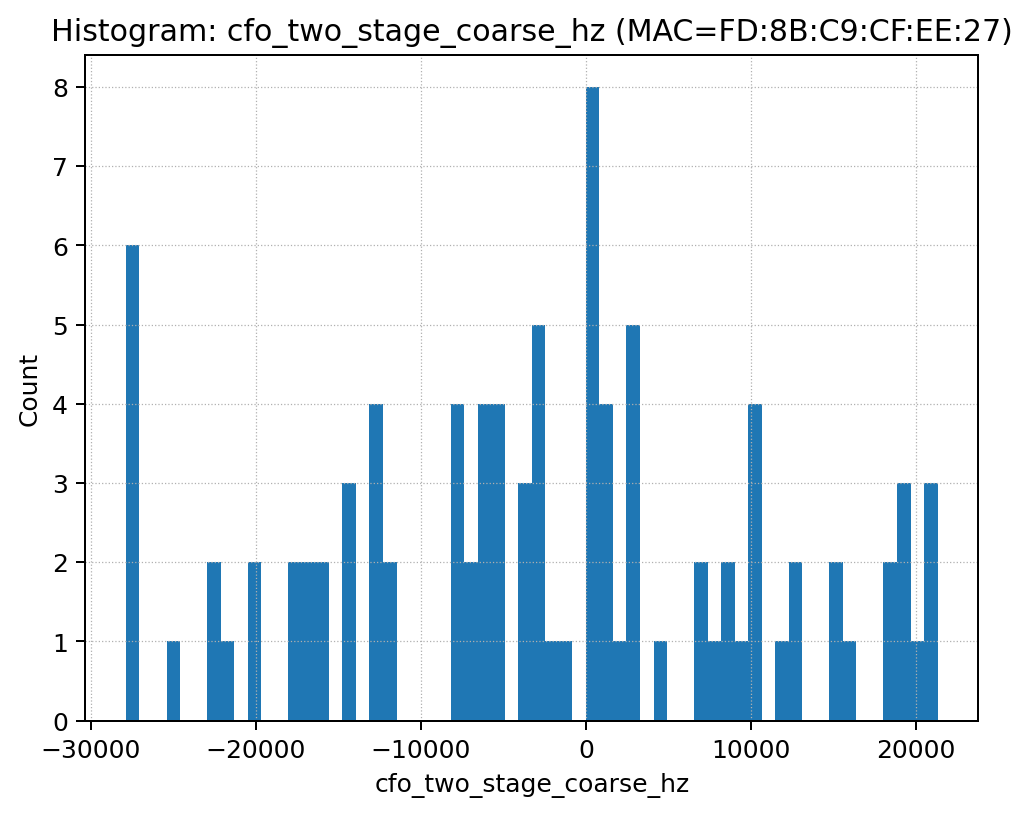 Histogram: cfo_two_stage_coarse_hz (MAC=FD:8B:C9:CF:EE:27)
8
7
6
5
4
3
2
1
0
Count
−30000 −20000 −10000 0 10000 20000
cfo_two_stage_coarse_hz